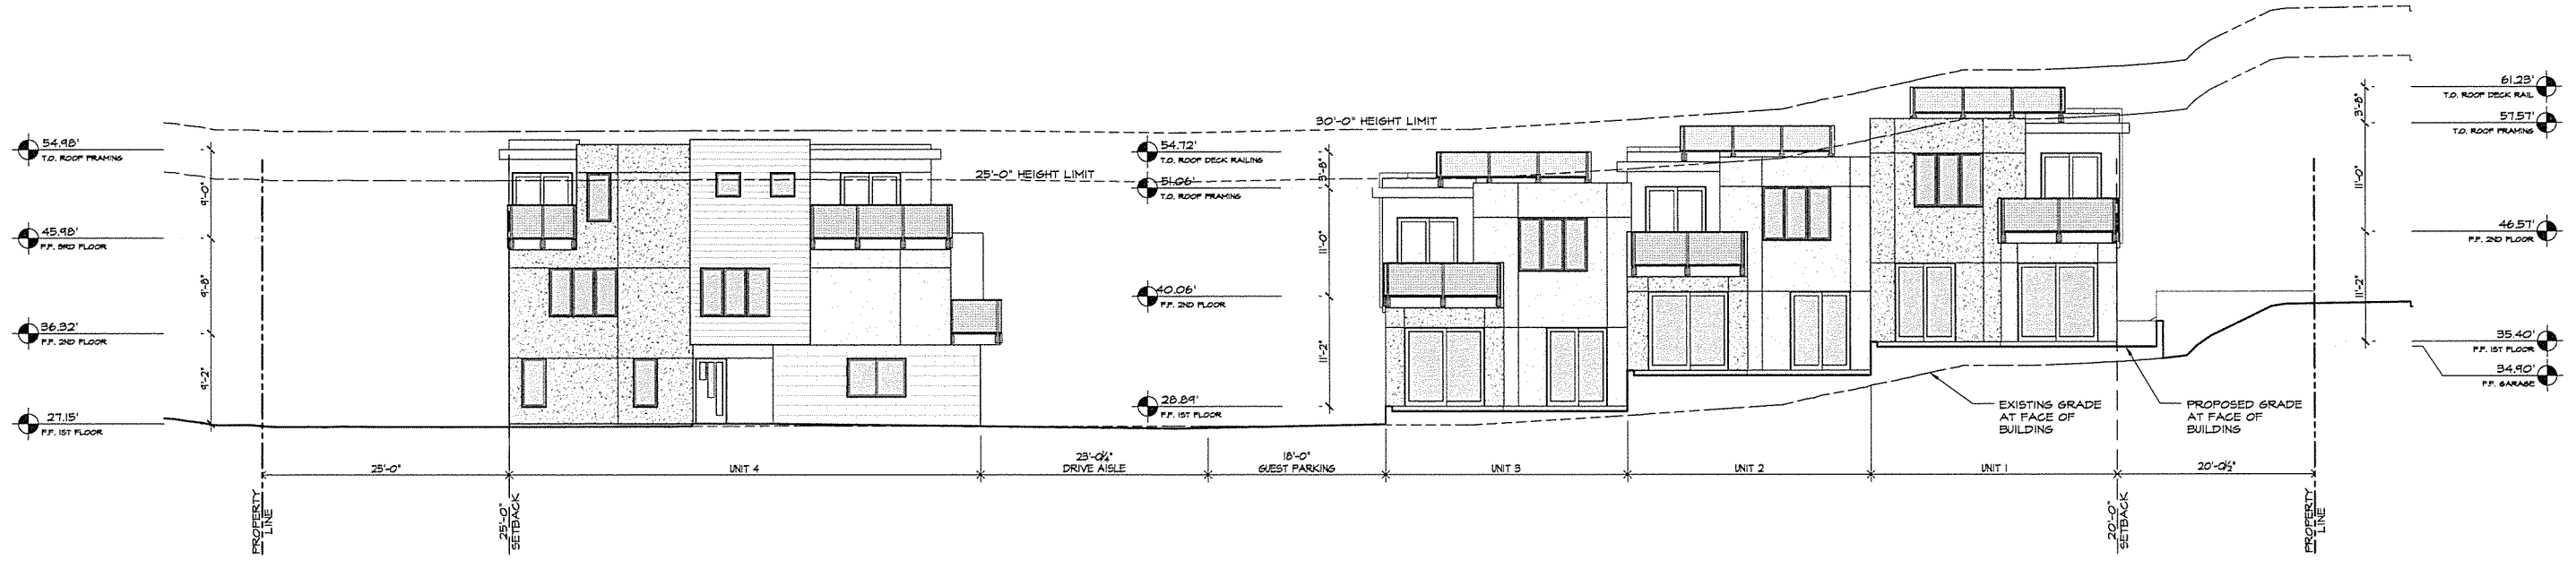 30'-0" HEIGHT LIMIT
25'-0" HEIGHT LIMIT
54.98'
T.O. ROOF FRAMING
9'-0"
45.98'
F.F. 3RD FLOOR
9'-8"
36.32'
F.F. 2ND FLOOR
9'-2"
27.15'
F.F. 1ST FLOOR
54.72'
T.O. ROOF DECK RAILING
3'-8"
51.06'
T.O. ROOF FRAMING
11'-0"
40.06'
F.F. 2ND FLOOR
11'-2"
28.89'
F.F. 1ST FLOOR
61.23'
T.O. ROOF DECK RAIL
3'-8"
57.57'
T.O. ROOF FRAMING
11'-0"
46.57'
F.F. 2ND FLOOR
11'-2"
35.40'
F.F. 1ST FLOOR
34.90'
F.F. GARAGE
EXISTING GRADE
AT FACE OF
BUILDING
PROPOSED GRADE
AT FACE OF
BUILDING
25'-0"
UNIT 4
23'-0¼"
DRIVE AISLE
18'-0"
GUEST PARKING
UNIT 3
UNIT 2
UNIT 1
20'-0½"
PROPERTY
LINE
25'-0"
SETBACK
20'-0"
SETBACK
PROPERTY
LINE